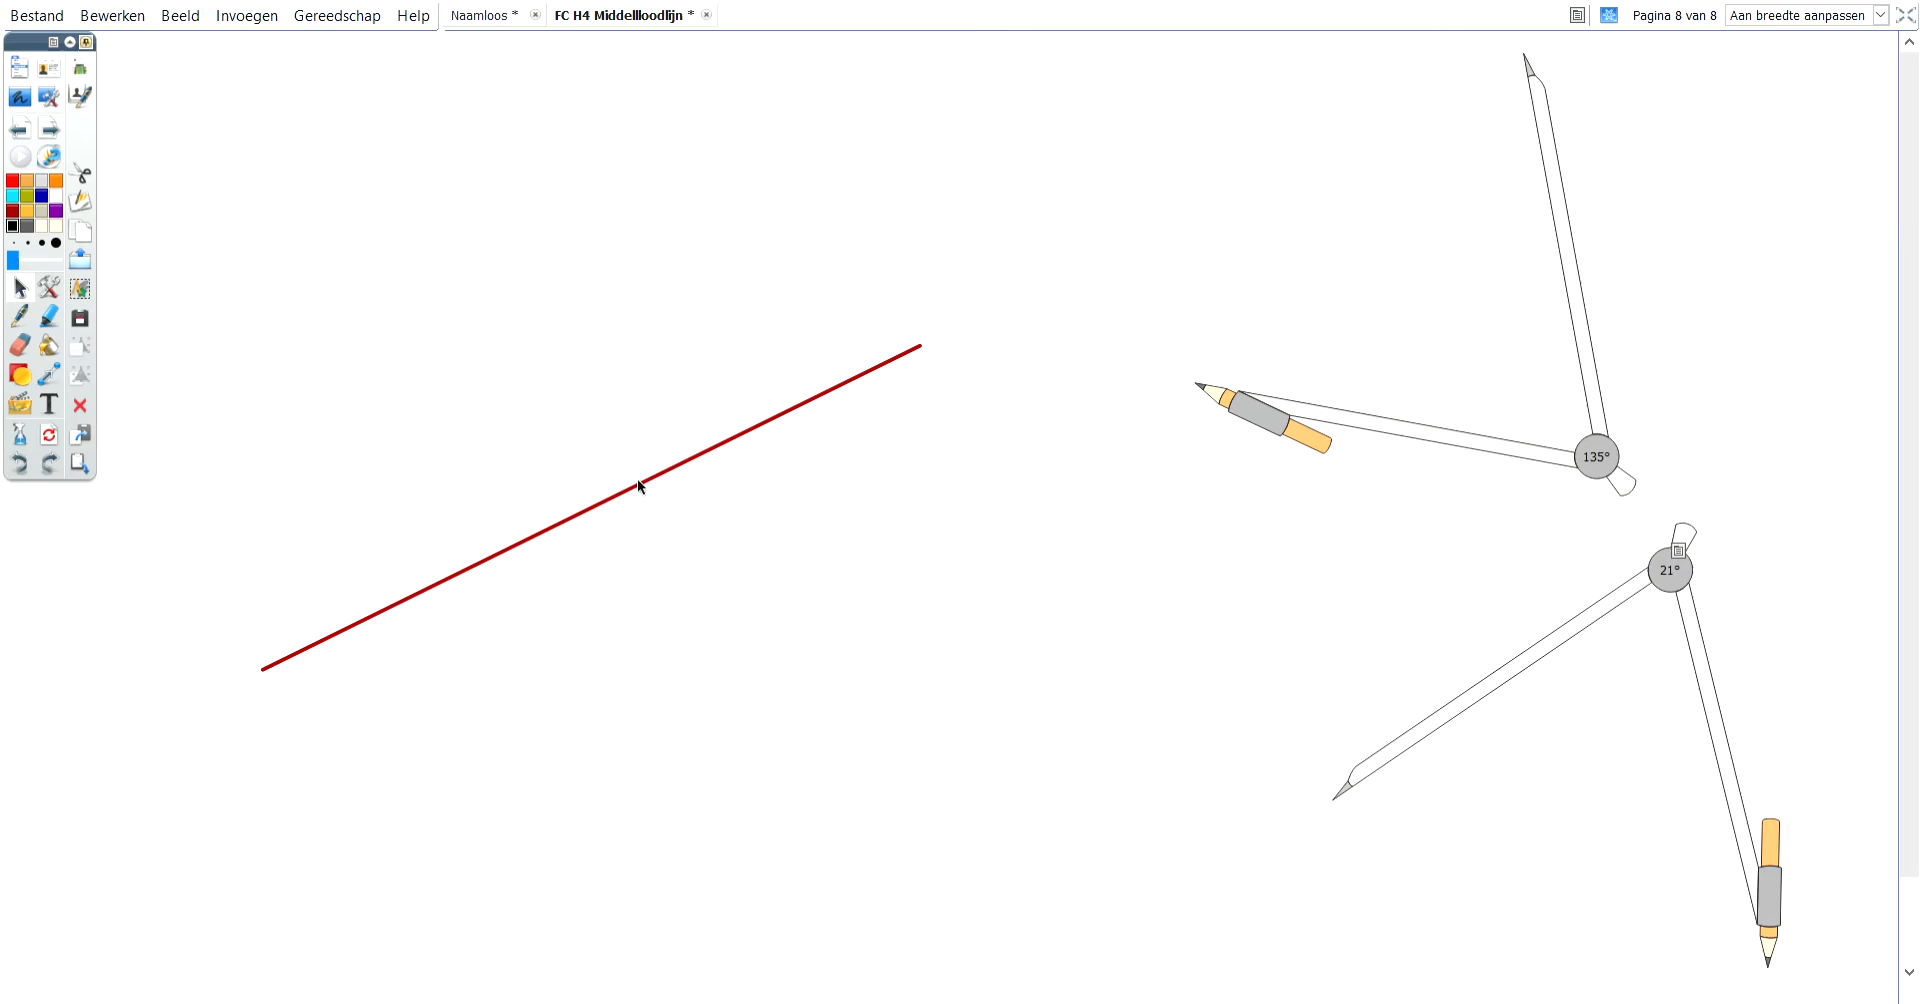 Bestand Bewerken Beeld Invoegen Gereedschap Help Naamloos * FC H4 Middellloodlijn * Pagina 8 van 8 Aan breedte aanpassen
T
135°
21°